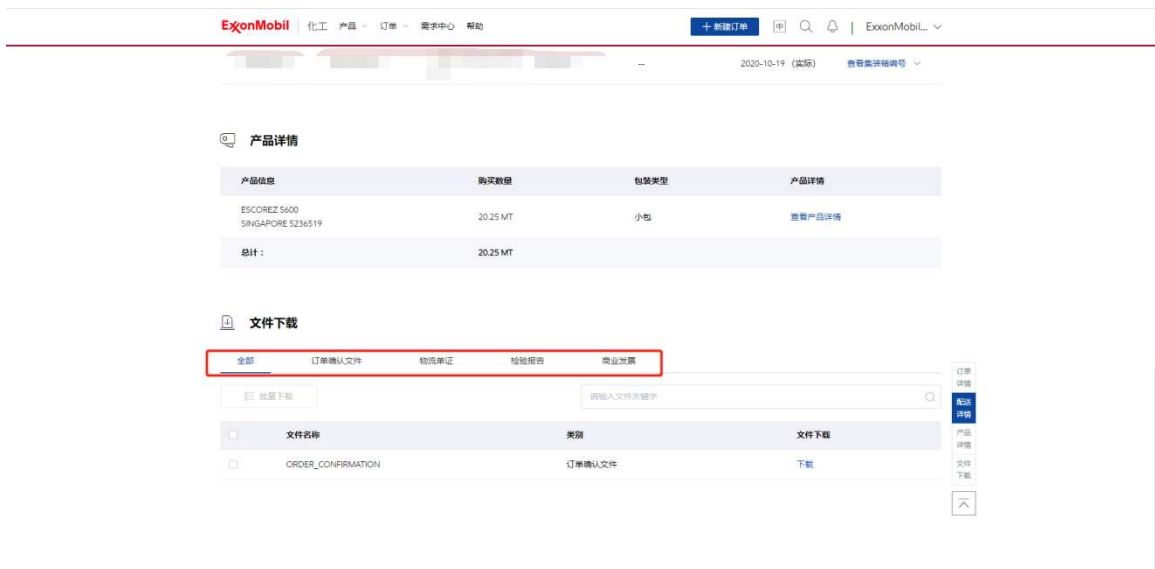 ExxonMobil 化工 产品 订单 需求中心 帮助 ＋新建订单 中 ExxonMobil...
-- 2020-10-19 (实际) 查看集装箱编号
产品详情
产品信息 购买数量 包装类型 产品详情
ESCOREZ 5600
SINGAPORE 5236519
20.25 MT 小包 查看产品详情
总计： 20.25 MT
文件下载
全部 订单确认文件 物流单证 检验报告 商业发票
批量下载 请输入文件关键字
文件名称 类别 文件下载
ORDER_CONFIRMATION 订单确认文件 下载
订单
详情
配送
详情
产品
详情
文件
下载